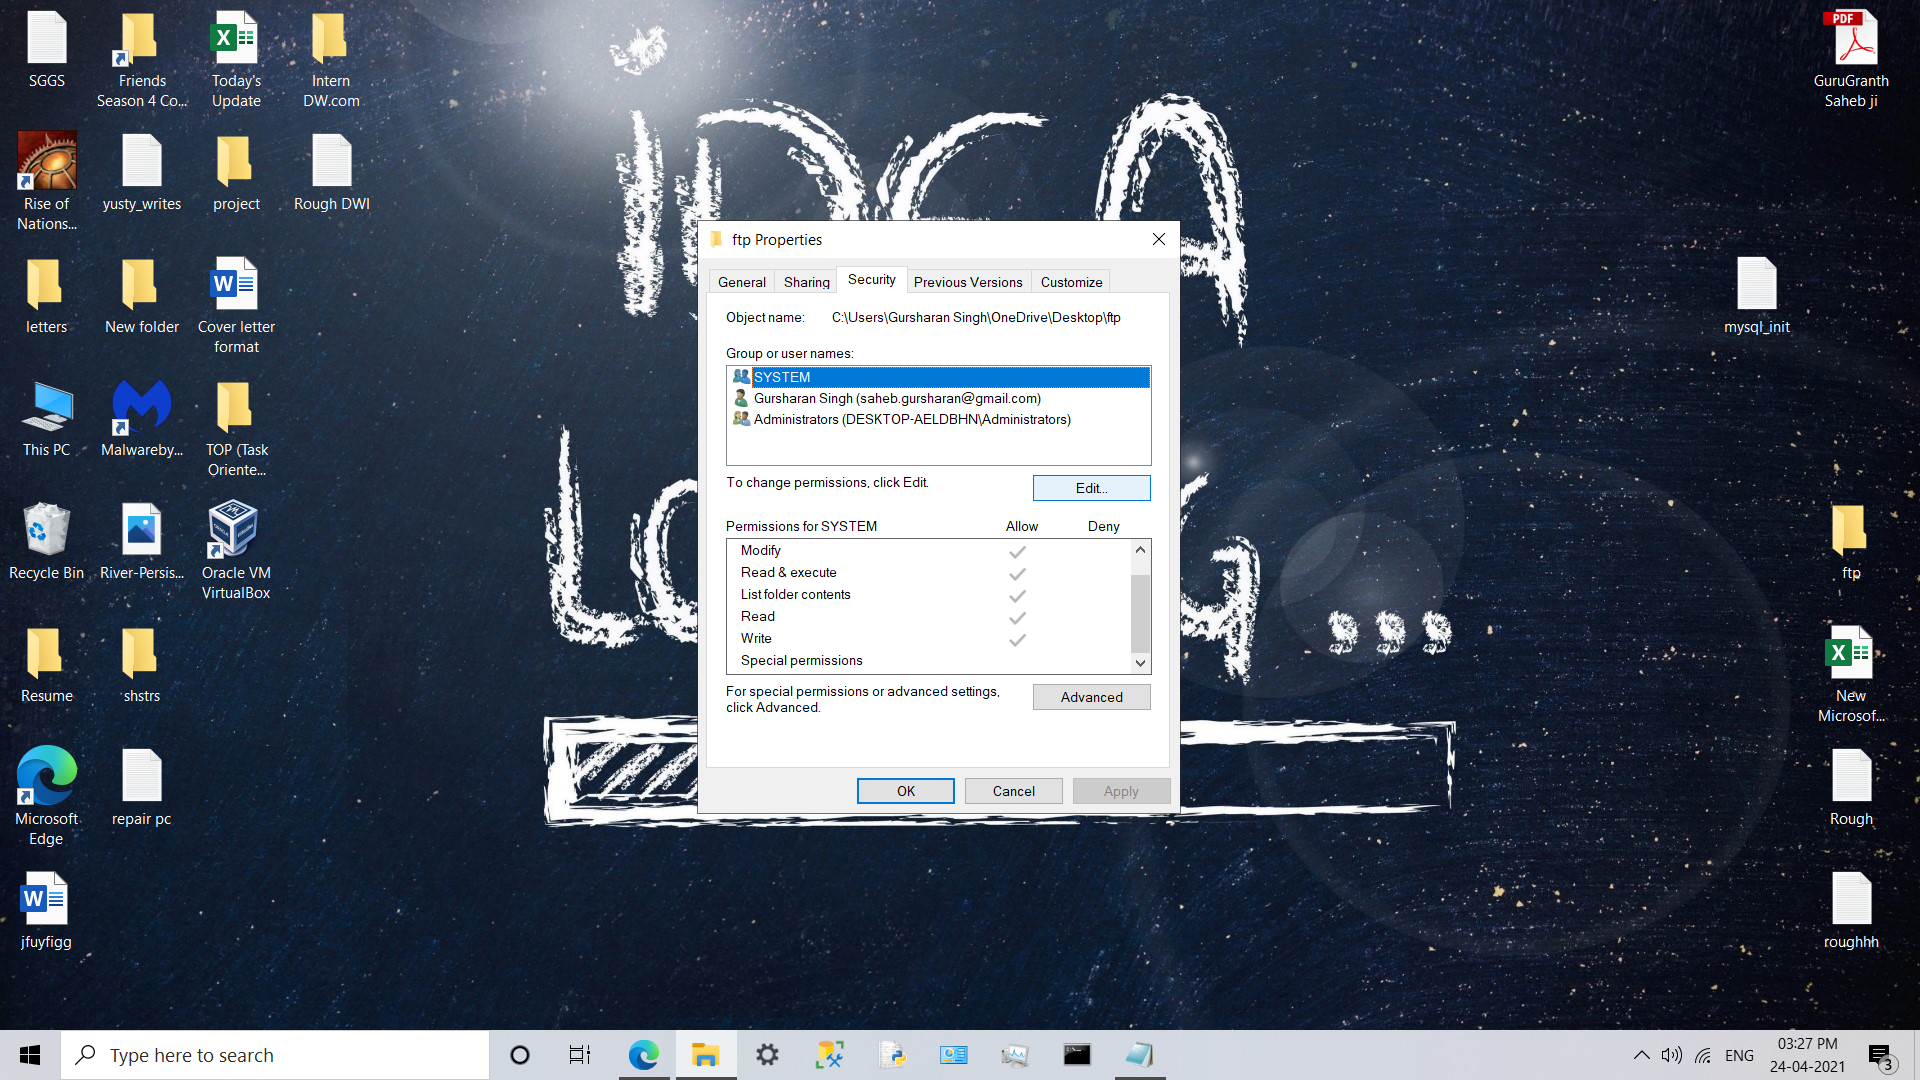 SGGS
Friends
Season 4 Co...
Today's
Update
Intern
DW.com
PDF
GuruGranth
Saheb ji
Rise of
Nations...
yusty_writes
project
Rough DWI
letters
New folder
Cover letter
format
mysql_init
This PC
Malwareby...
TOP (Task
Oriente...
Recycle Bin
River-Persis...
Oracle VM
VirtualBox
ftp
Resume
shstrs
New
Microsof...
Microsoft
Edge
repair pc
Rough
jfuyfigg
roughhh
ftp Properties
General
Sharing
Security
Previous Versions
Customize
Object name: C:\Users\Gursharan Singh\OneDrive\Desktop\ftp
Group or user names:
SYSTEM
Gursharan Singh (saheb.gursharan@gmail.com)
Administrators (DESKTOP-AELDBHN\Administrators)
To change permissions, click Edit.
Edit...
Permissions for SYSTEM Allow Deny
Modify
Read & execute
List folder contents
Read
Write
Special permissions
For special permissions or advanced settings,
click Advanced.
Advanced
OK
Cancel
Apply
Type here to search
ENG
03:27 PM
24-04-2021
3